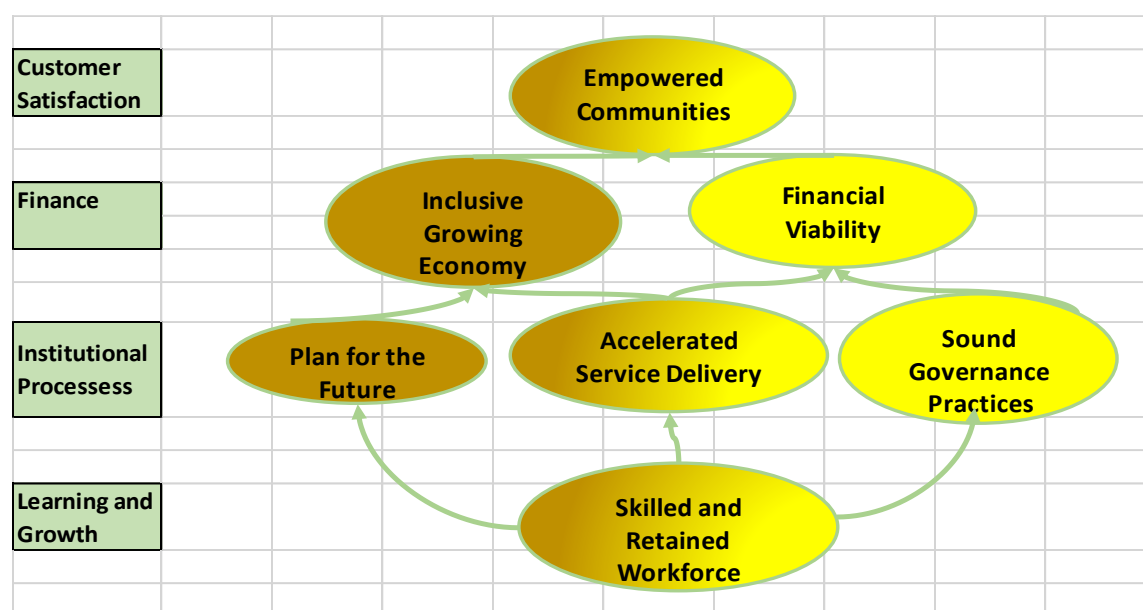 Customer
Satisfaction
Empowered
Communities
Finance
Inclusive
Growing
Economy
Financial
Viability
Institutional
Processess
Plan for the
Future
Accelerated
Service Delivery
Sound
Governance
Practices
Learning and
Growth
Skilled and
Retained
Workforce